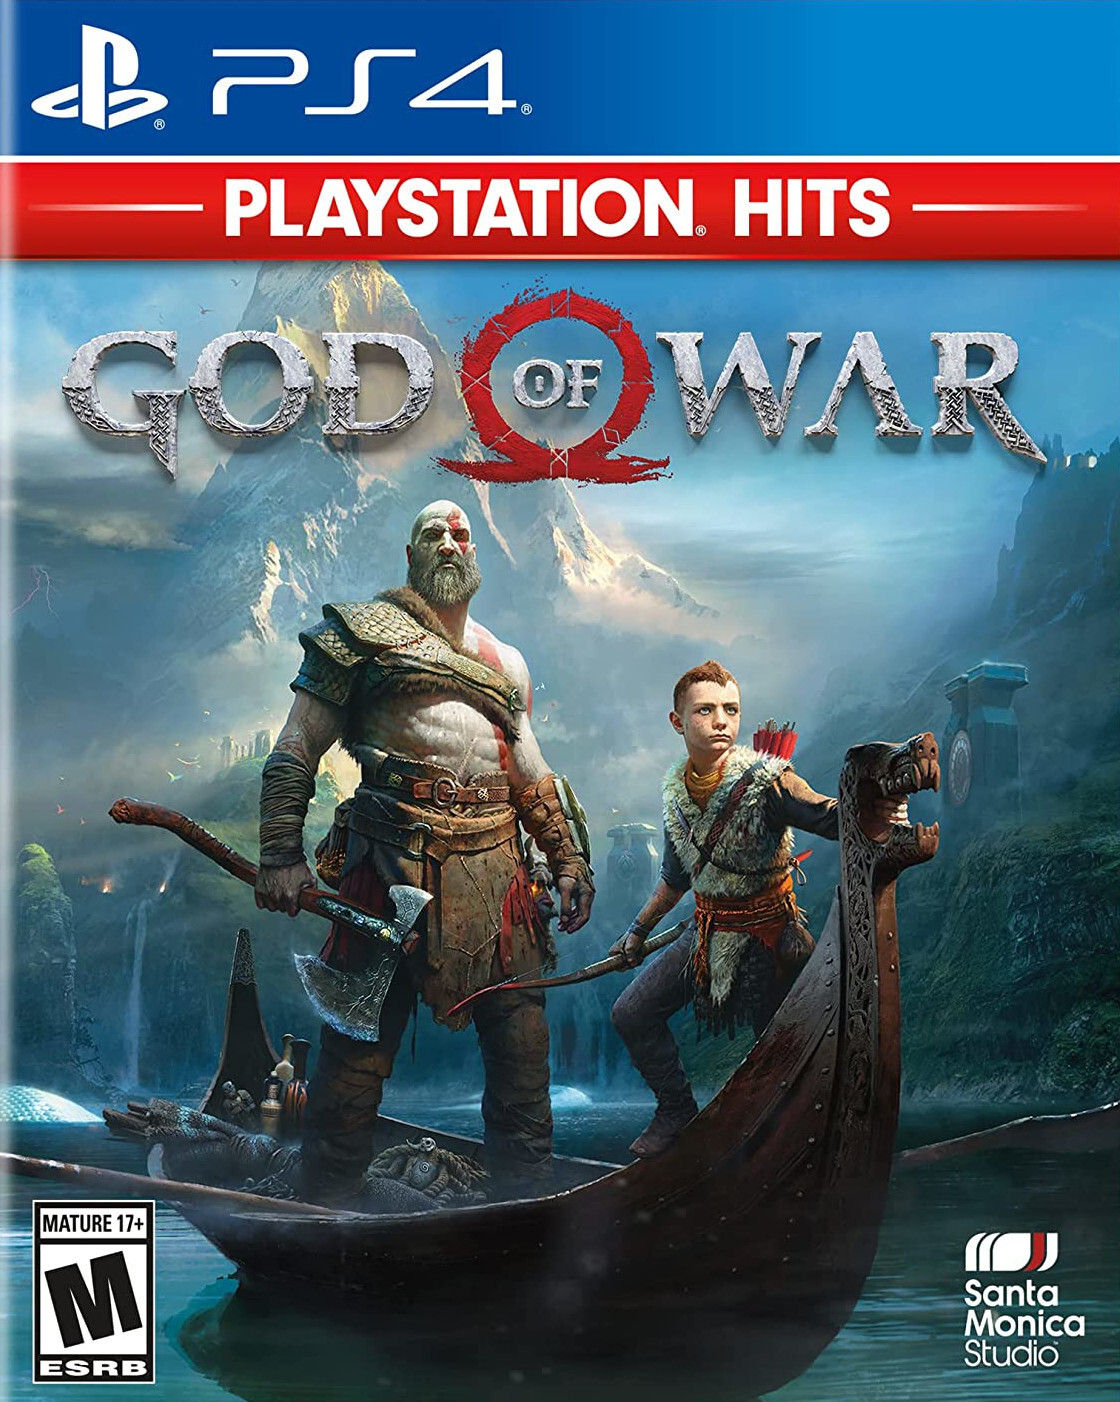 PS4®
PLAYSTATION® HITS
GOD OF WAR
MATURE 17+
M
ESRB
Santa
Monica
Studio